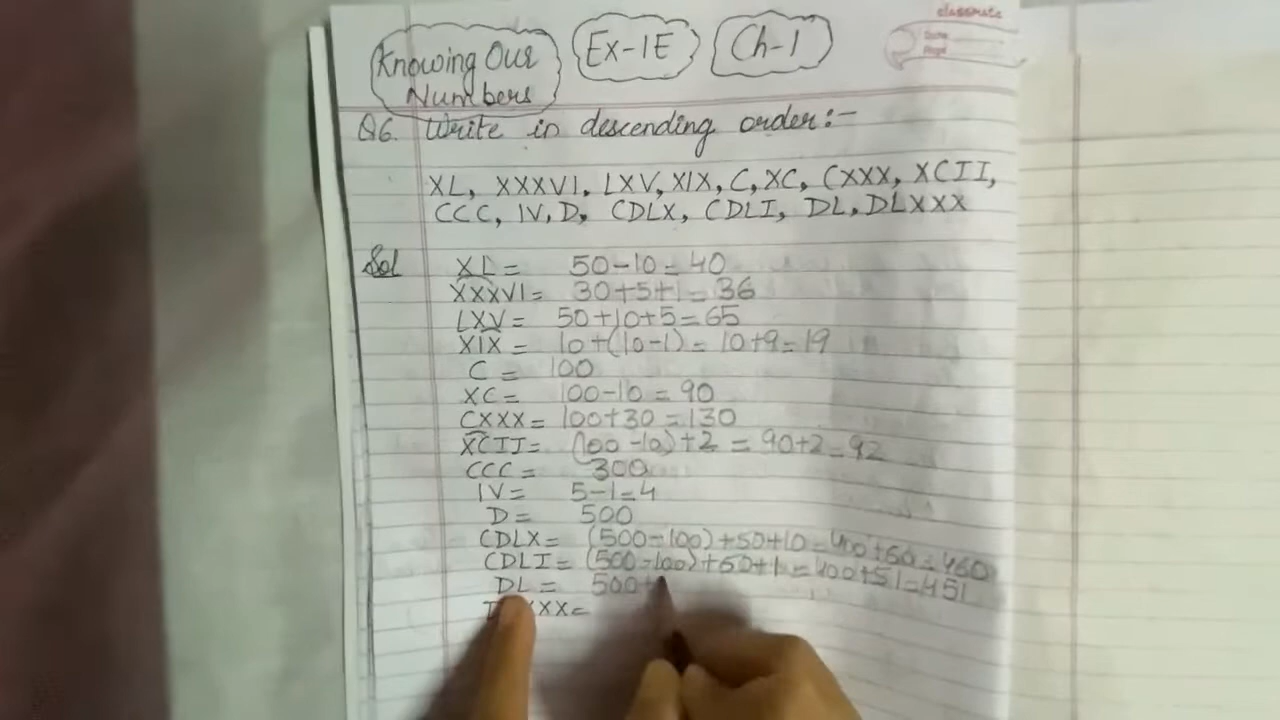 classmate
Date
Page
Knowing Our Numbers
Ex-1E
Ch-1
Q6. Write in descending order:-
XL, XXXVI, LXV, XIX, C, XC, CXXX, XCII,
CCC, IV, D, CDLX, CDLI, DL, DLXXX
Sol XL = 50-10=40
XXXVI= 30+5+1=36
LXV= 50+10+5=65
XIX = 10+(10-1)= 10+9=19
C = 100
XC= 100-10=90
CXXX=100+30=130
XCII= (100-10)+2 = 90+2=92
CCC= 300
IV= 5-1=4
D= 500
CDLX= (500-100)+50+10=400+60=460
CDLI= (500-100)+50+1=400+51=451
DL= 500+
XXX=